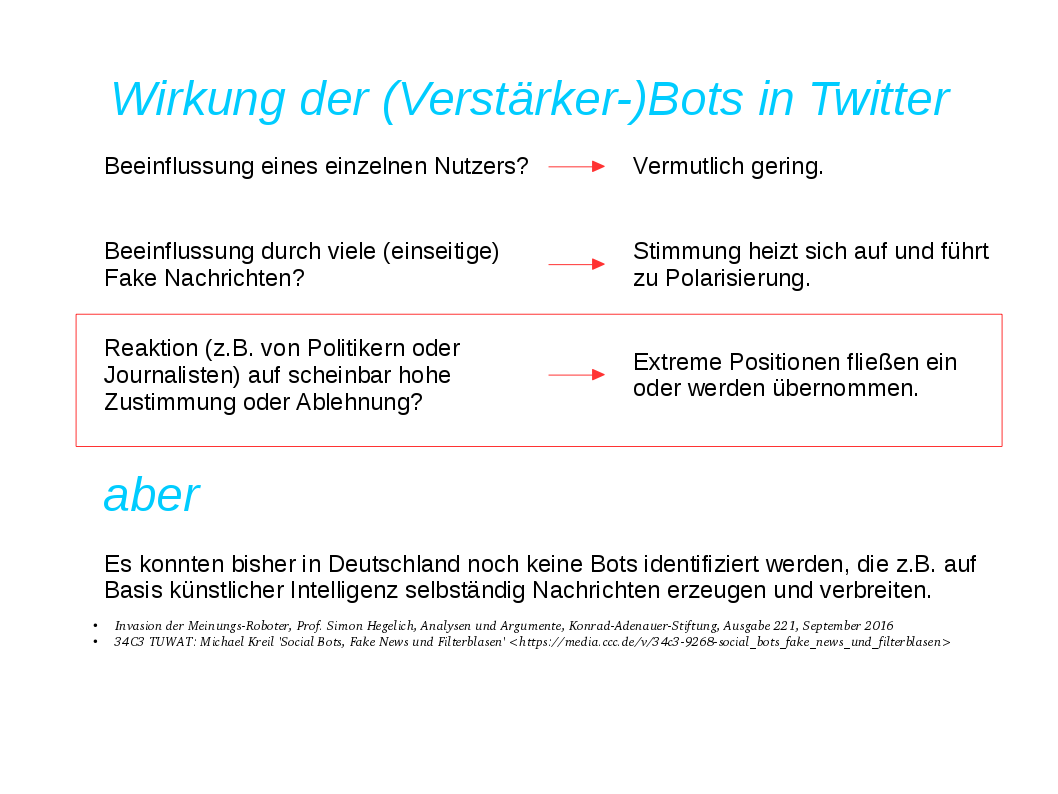 Wirkung der (Verstärker-)Bots in Twitter
Beeinflussung eines einzelnen Nutzers?
Vermutlich gering.
Beeinflussung durch viele (einseitige)
Fake Nachrichten?
Stimmung heizt sich auf und führt
zu Polarisierung.
Reaktion (z.B. von Politikern oder
Journalisten) auf scheinbar hohe
Zustimmung oder Ablehnung?
Extreme Positionen fließen ein
oder werden übernommen.
aber
Es konnten bisher in Deutschland noch keine Bots identifiziert werden, die z.B. auf
Basis künstlicher Intelligenz selbständig Nachrichten erzeugen und verbreiten.
• Invasion der Meinungs-Roboter, Prof. Simon Hegelich, Analysen und Argumente, Konrad-Adenauer-Stiftung, Ausgabe 221, September 2016
• 34C3 TUWAT: Michael Kreil 'Social Bots, Fake News und Filterblasen' <https://media.ccc.de/v/34c3-9268-social_bots_fake_news_und_filterblasen>